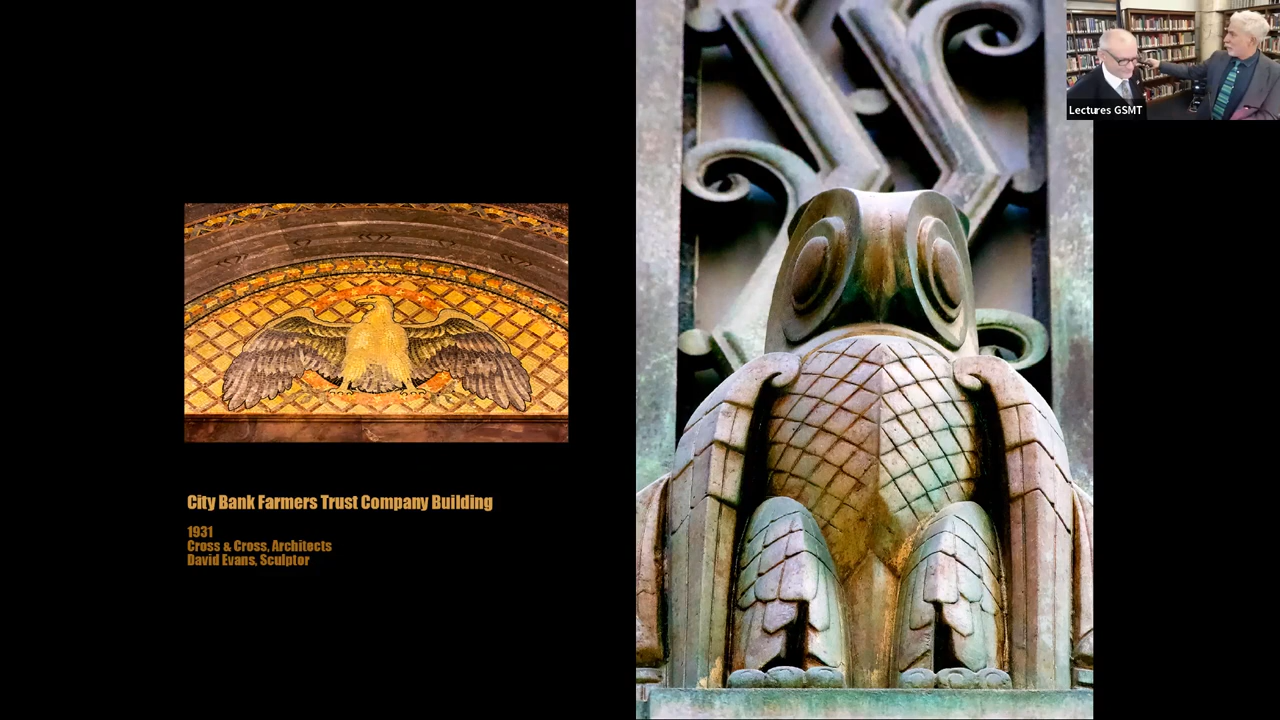 Lectures GSMT
City Bank Farmers Trust Company Building
1931
Cross & Cross, Architects
David Evans, Sculptor